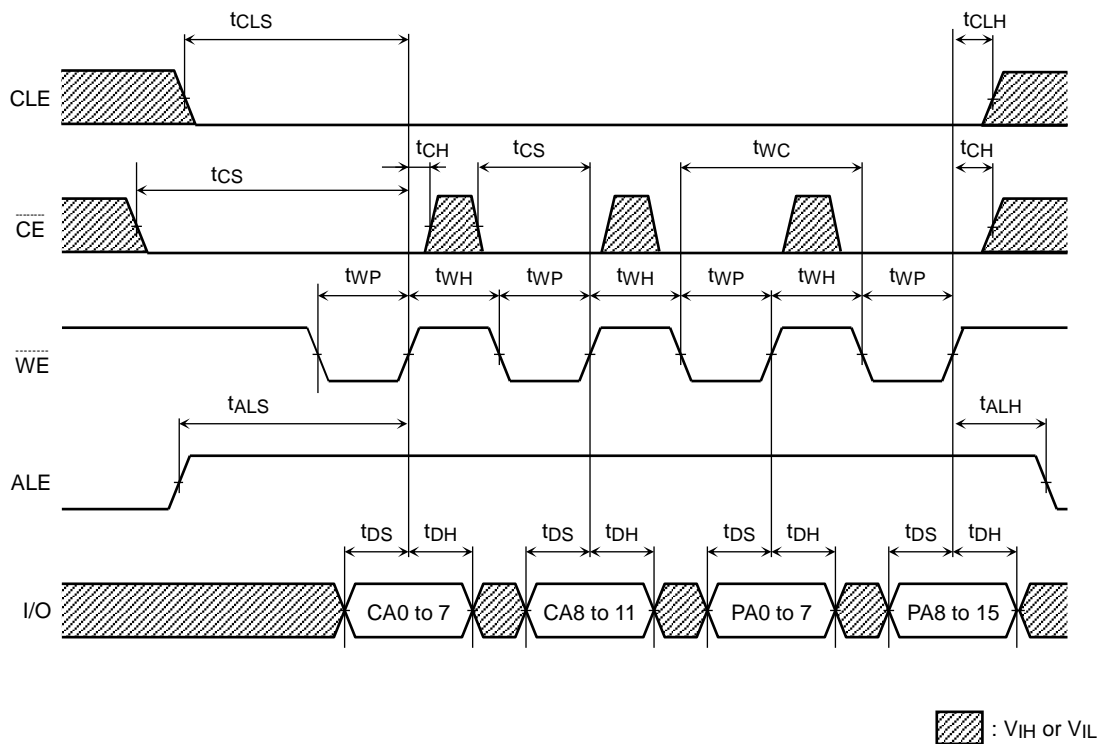 tCLS tCLH
CLE
tCH tCS tWC tCH
tCS
CE
tWP tWH tWP tWH tWP tWH tWP
WE
tALS tALH
ALE
tDS tDH tDS tDH tDS tDH tDS tDH
I/O CA0 to 7 CA8 to 11 PA0 to 7 PA8 to 15
: VIH or VIL